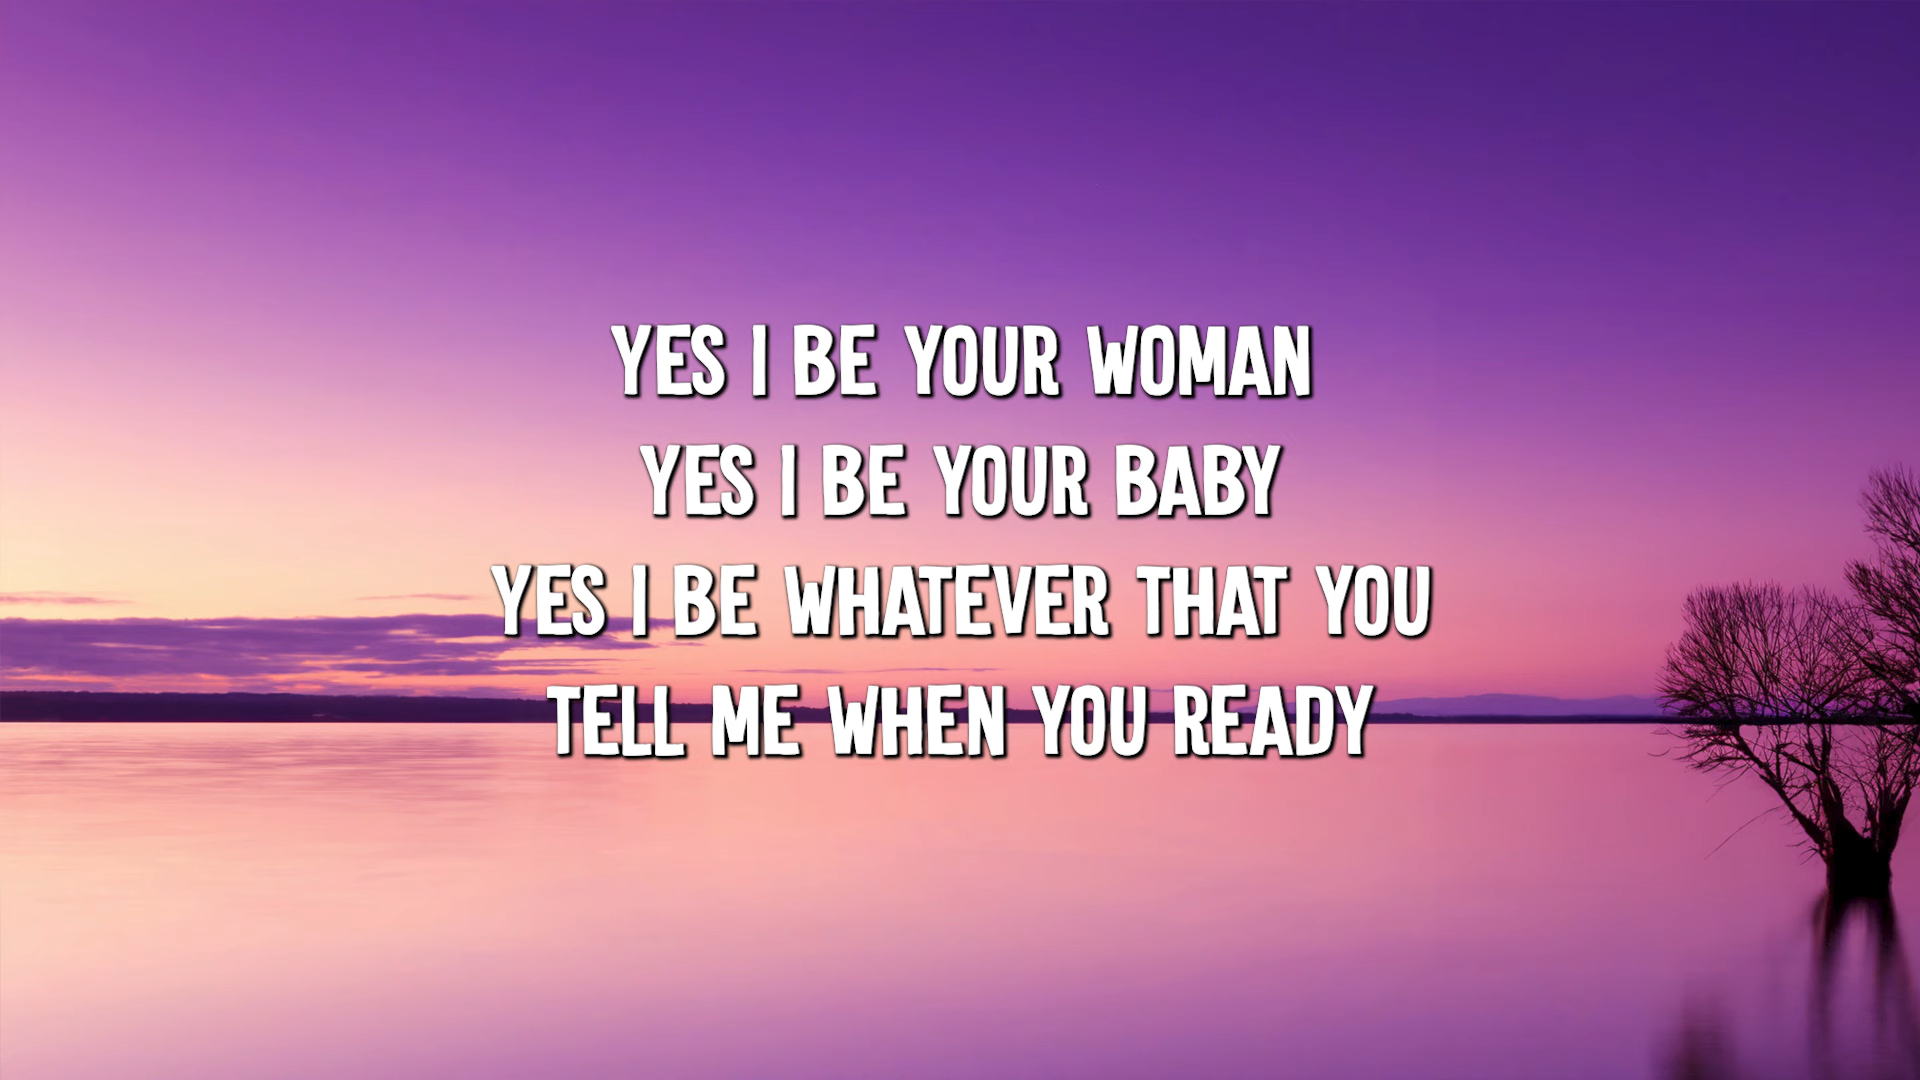 YES I BE YOUR WOMAN
YES I BE YOUR BABY
YES I BE WHATEVER THAT YOU
TELL ME WHEN YOU READY